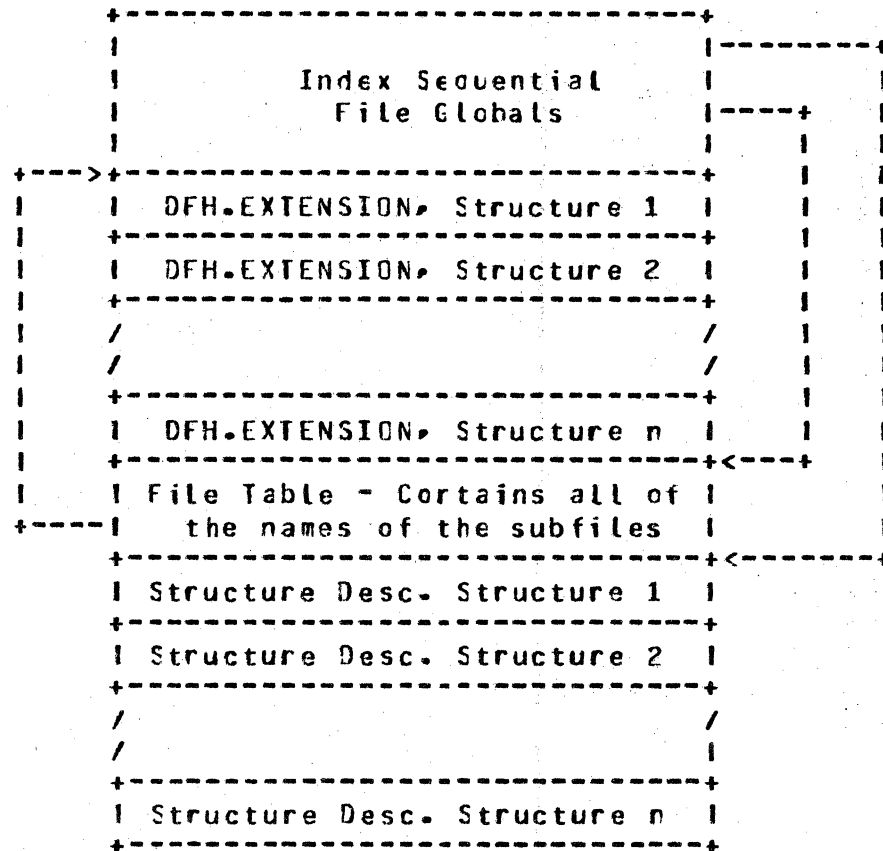 Index Sequential
File Globals
DFH.EXTENSION, Structure 1
DFH.EXTENSION, Structure 2
DFH.EXTENSION, Structure n
File Table - Cortains all of
the names of the subfiles
Structure Desc. Structure 1
Structure Desc. Structure 2
Structure Desc. Structure n